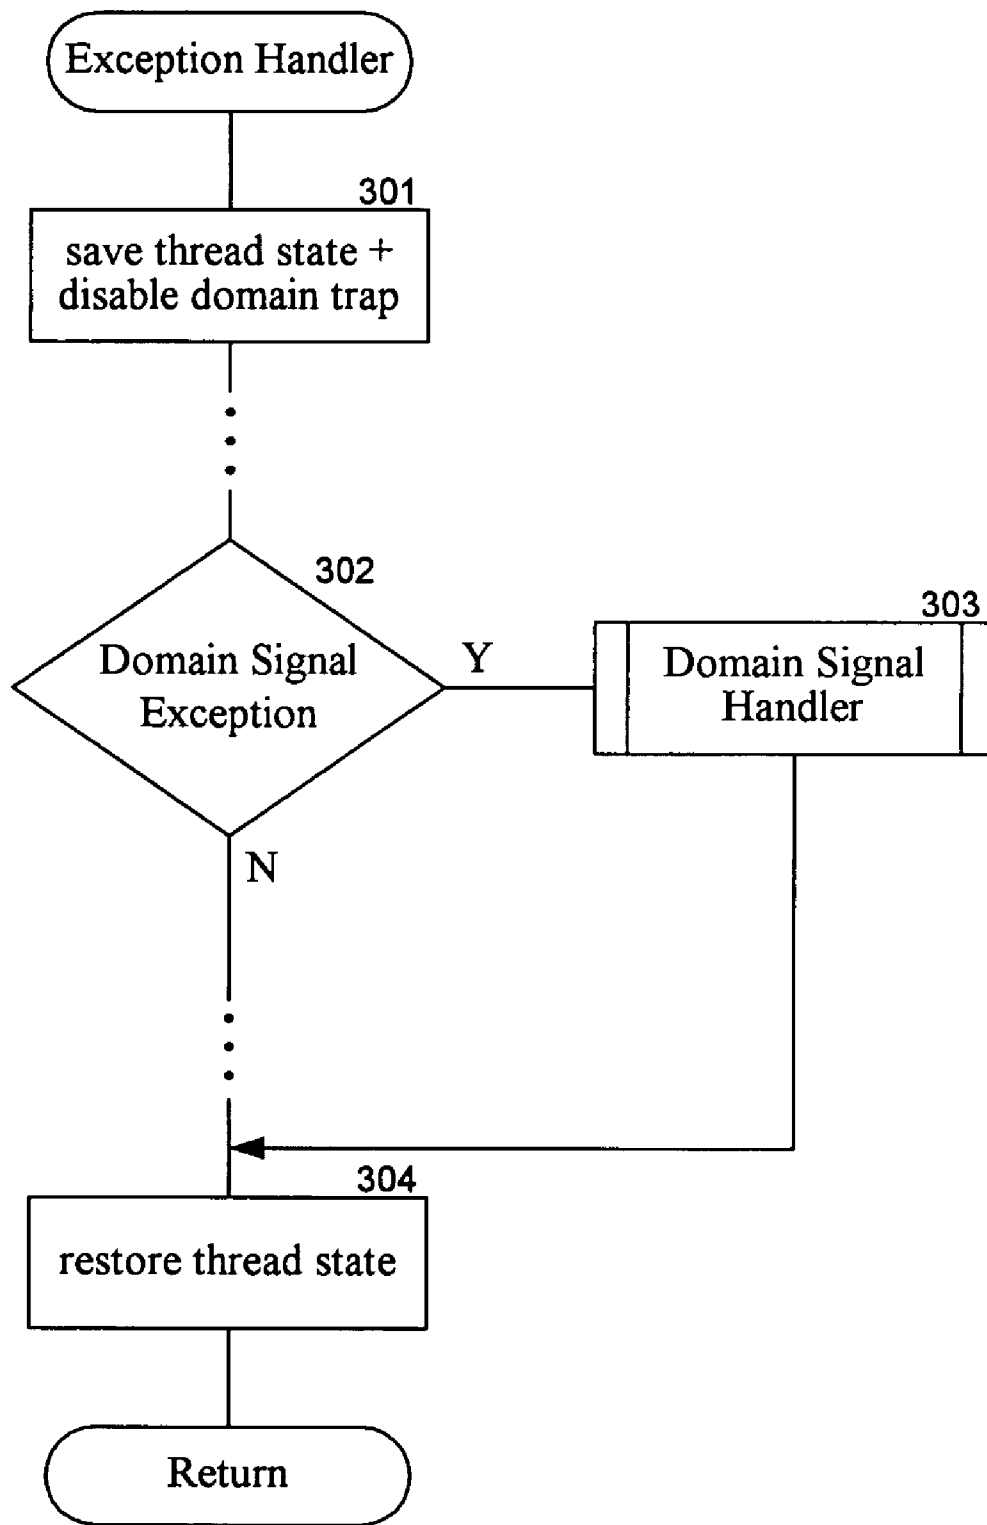 Exception Handler
301
save thread state +
disable domain trap
302
Domain Signal
Exception
Y
303
Domain Signal
Handler
N
304
restore thread state
Return